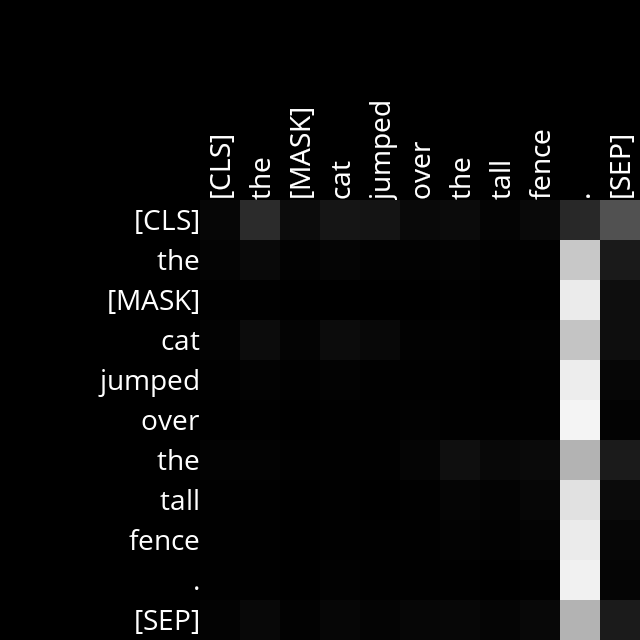 [CLS] the [MASK] cat jumped over the tall fence . [SEP]
[CLS]
the
[MASK]
cat
jumped
over
the
tall
fence
.
[SEP]